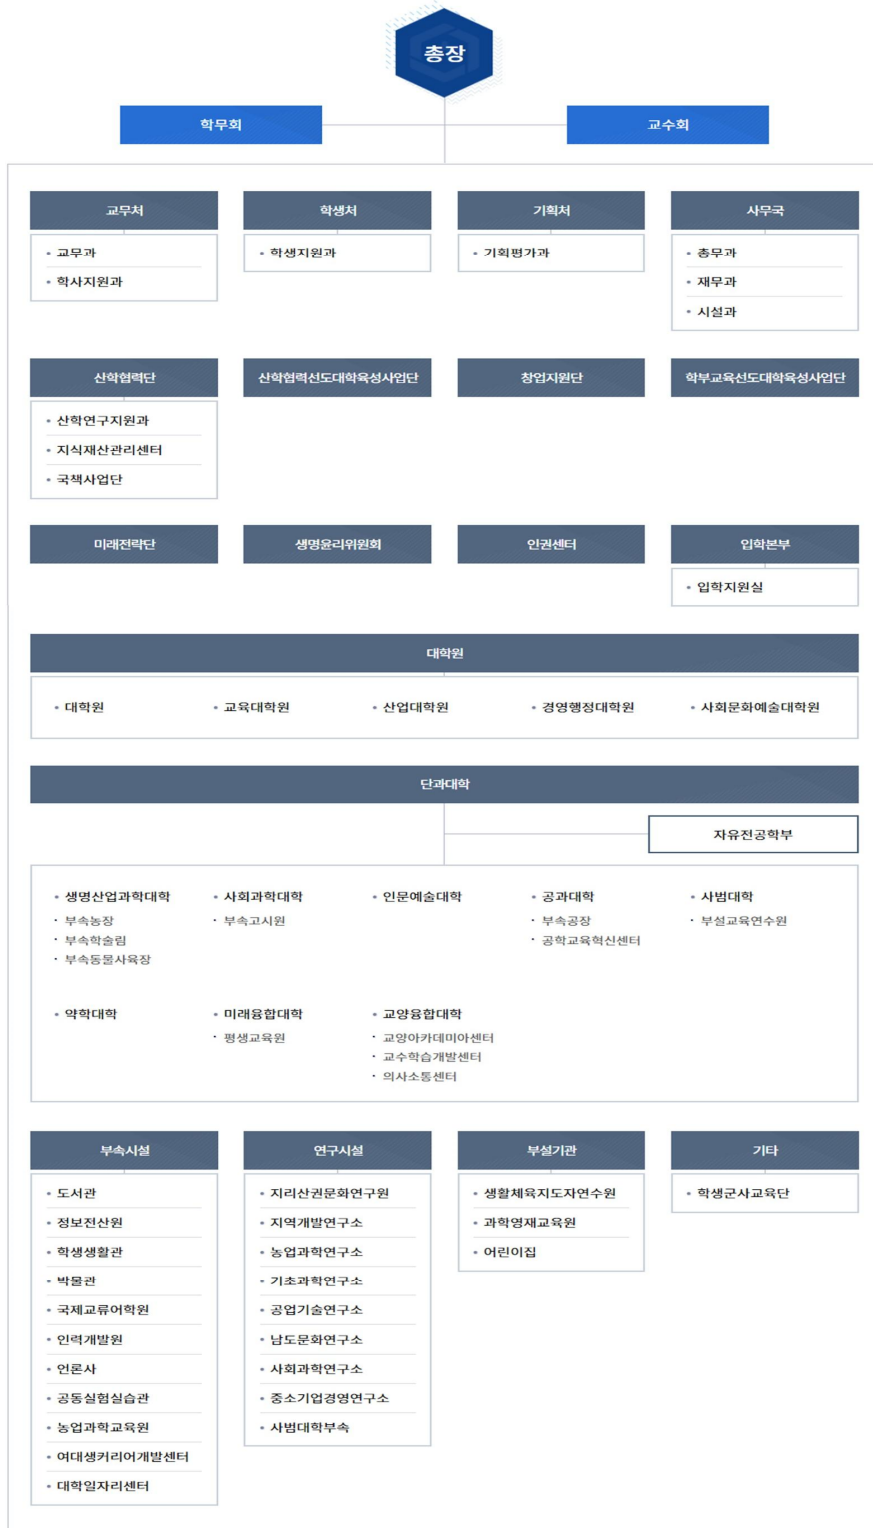 총장
학무회
교수회
교무처
학생처
기획처
사무국
• 교무과
• 학사지원과
• 학생지원과
• 기획평가과
• 총무과
• 재무과
• 시설과
산학협력단
산학협력선도대학육성사업단
창업지원단
학부교육선도대학육성사업단
• 산학연구지원과
• 지식재산관리센터
• 국책사업단
미래전략단
생명윤리위원회
인권센터
입학본부
• 입학지원실
대학원
• 대학원
• 교육대학원
• 산업대학원
• 경영행정대학원
• 사회문화예술대학원
단과대학
자유전공학부
• 생명산업과학대학
· 부속농장
· 부속학술림
· 부속동물사육장
• 사회과학대학
· 부속고시원
• 인문예술대학
• 공과대학
· 부속공장
· 공학교육혁신센터
• 사범대학
· 부설교육연수원
• 약학대학
• 미래융합대학
· 평생교육원
• 교양융합대학
· 교양아카데미아센터
· 교수학습개발센터
· 의사소통센터
부속시설
• 도서관
• 정보전산원
• 학생생활관
• 박물관
• 국제교류어학원
• 인력개발원
• 언론사
• 공동실험실습관
• 농업과학교육원
• 여대생커리어개발센터
• 대학일자리센터
연구시설
• 지리산권문화연구원
• 지역개발연구소
• 농업과학연구소
• 기초과학연구소
• 공업기술연구소
• 남도문화연구소
• 사회과학연구소
• 중소기업경영연구소
• 사범대학부속
부설기관
• 생활체육지도자연수원
• 과학영재교육원
• 어린이집
기타
• 학생군사교육단